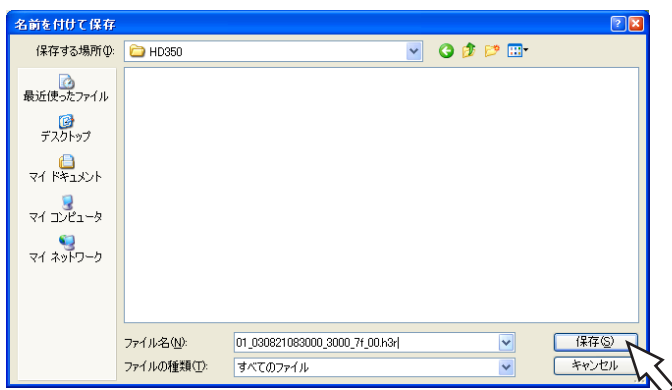 名前を付けて保存
保存する場所(I): HD350
最近使ったファイル
デスクトップ
マイ ドキュメント
マイ コンピュータ
マイ ネットワーク
ファイル名(N): 01_030821083000_3000_7f_00.h3r 保存(S)
ファイルの種類(T): すべてのファイル キャンセル